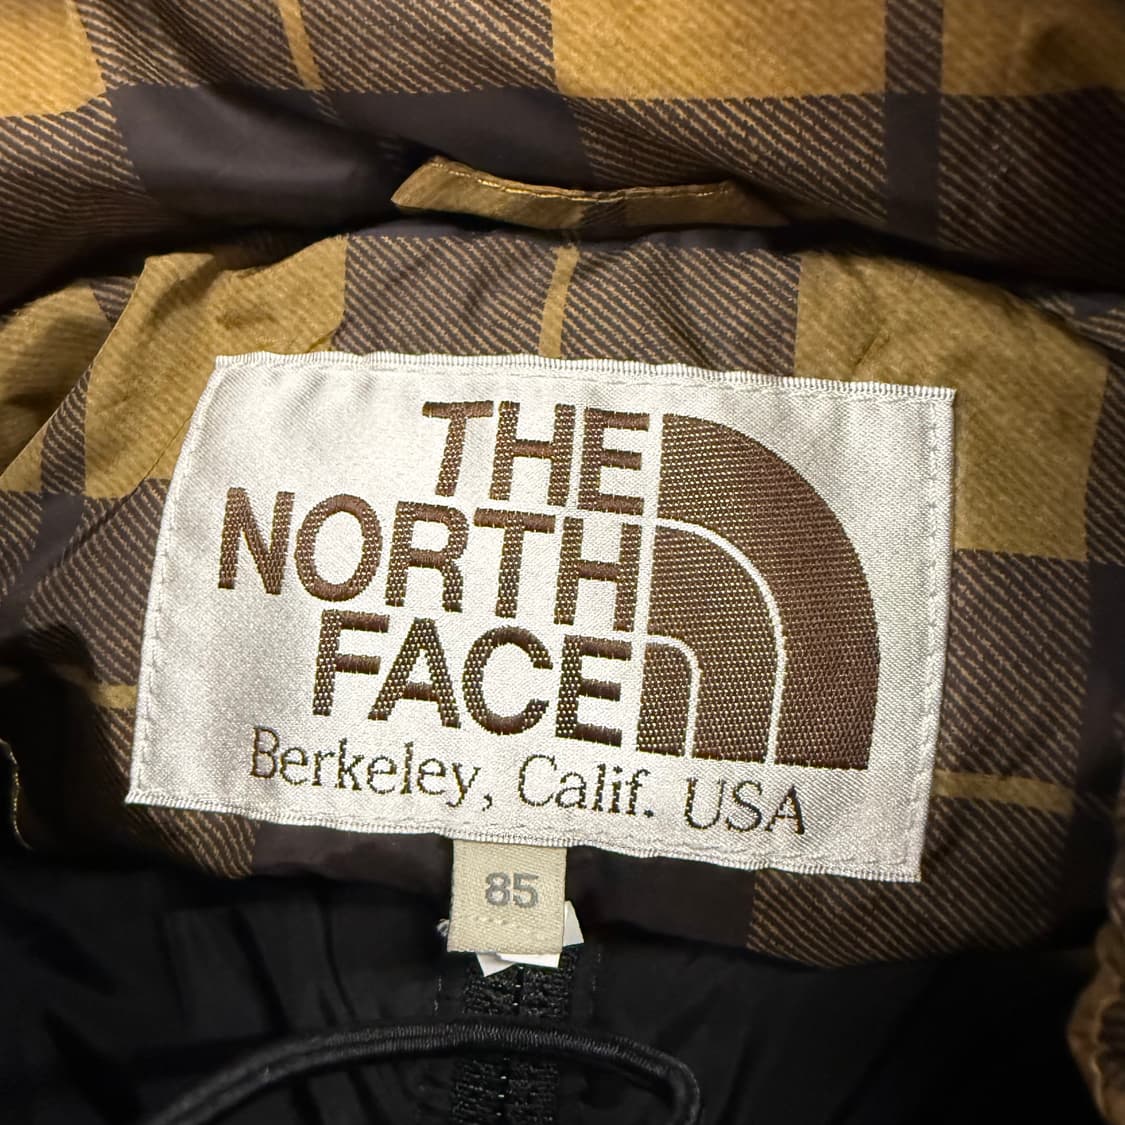 THE
NORTH
FACE
Berkeley, Calif. USA
85